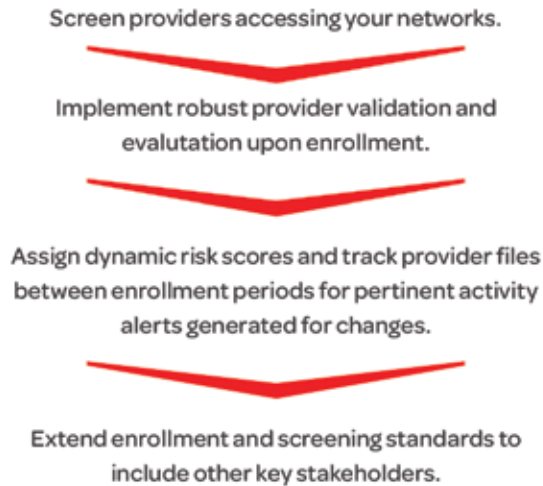 Screen providers accessing your networks.
Implement robust provider validation and
evalutation upon enrollment.
Assign dynamic risk scores and track provider files
between enrollment periods for pertinent activity
alerts generated for changes.
Extend enrollment and screening standards to
include other key stakeholders.